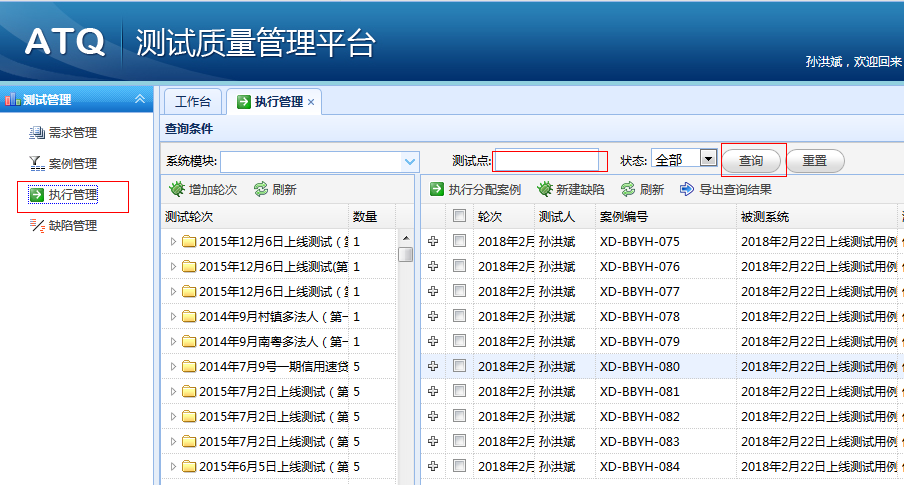 ATQ 测试质量管理平台
孙洪斌，欢迎回来
测试管理
需求管理
案例管理
执行管理
缺陷管理
工作台 执行管理
查询条件
系统模块: 测试点: 状态: 全部 查询 重置
增加轮次 刷新
测试轮次 数量
2015年12月6日上线测试（第 1
2015年12月6日上线测试(第 1
2015年12月6日上线测试（第 1
2014年9月村镇多法人（第一 1
2014年9月南粤多法人（第一 1
2014年7月9号一期信用速贷 5
2015年7月2日上线测试（第 5
2015年7月2日上线测试（第 5
2015年7月2日上线测试（第 5
2015年6月5日上线测试（第 5
执行分配案例 新建缺陷 刷新 导出查询结果
轮次 测试人 案例编号 被测系统
2018年2月 孙洪斌 XD-BBYH-075 2018年2月22日上线测试用例
2018年2月 孙洪斌 XD-BBYH-076 2018年2月22日上线测试用例
2018年2月 孙洪斌 XD-BBYH-077 2018年2月22日上线测试用例
2018年2月 孙洪斌 XD-BBYH-078 2018年2月22日上线测试用例
2018年2月 孙洪斌 XD-BBYH-079 2018年2月22日上线测试用例
2018年2月 孙洪斌 XD-BBYH-080 2018年2月22日上线测试用例
2018年2月 孙洪斌 XD-BBYH-081 2018年2月22日上线测试用例
2018年2月 孙洪斌 XD-BBYH-082 2018年2月22日上线测试用例
2018年2月 孙洪斌 XD-BBYH-083 2018年2月22日上线测试用例
2018年2月 孙洪斌 XD-BBYH-084 2018年2月22日上线测试用例